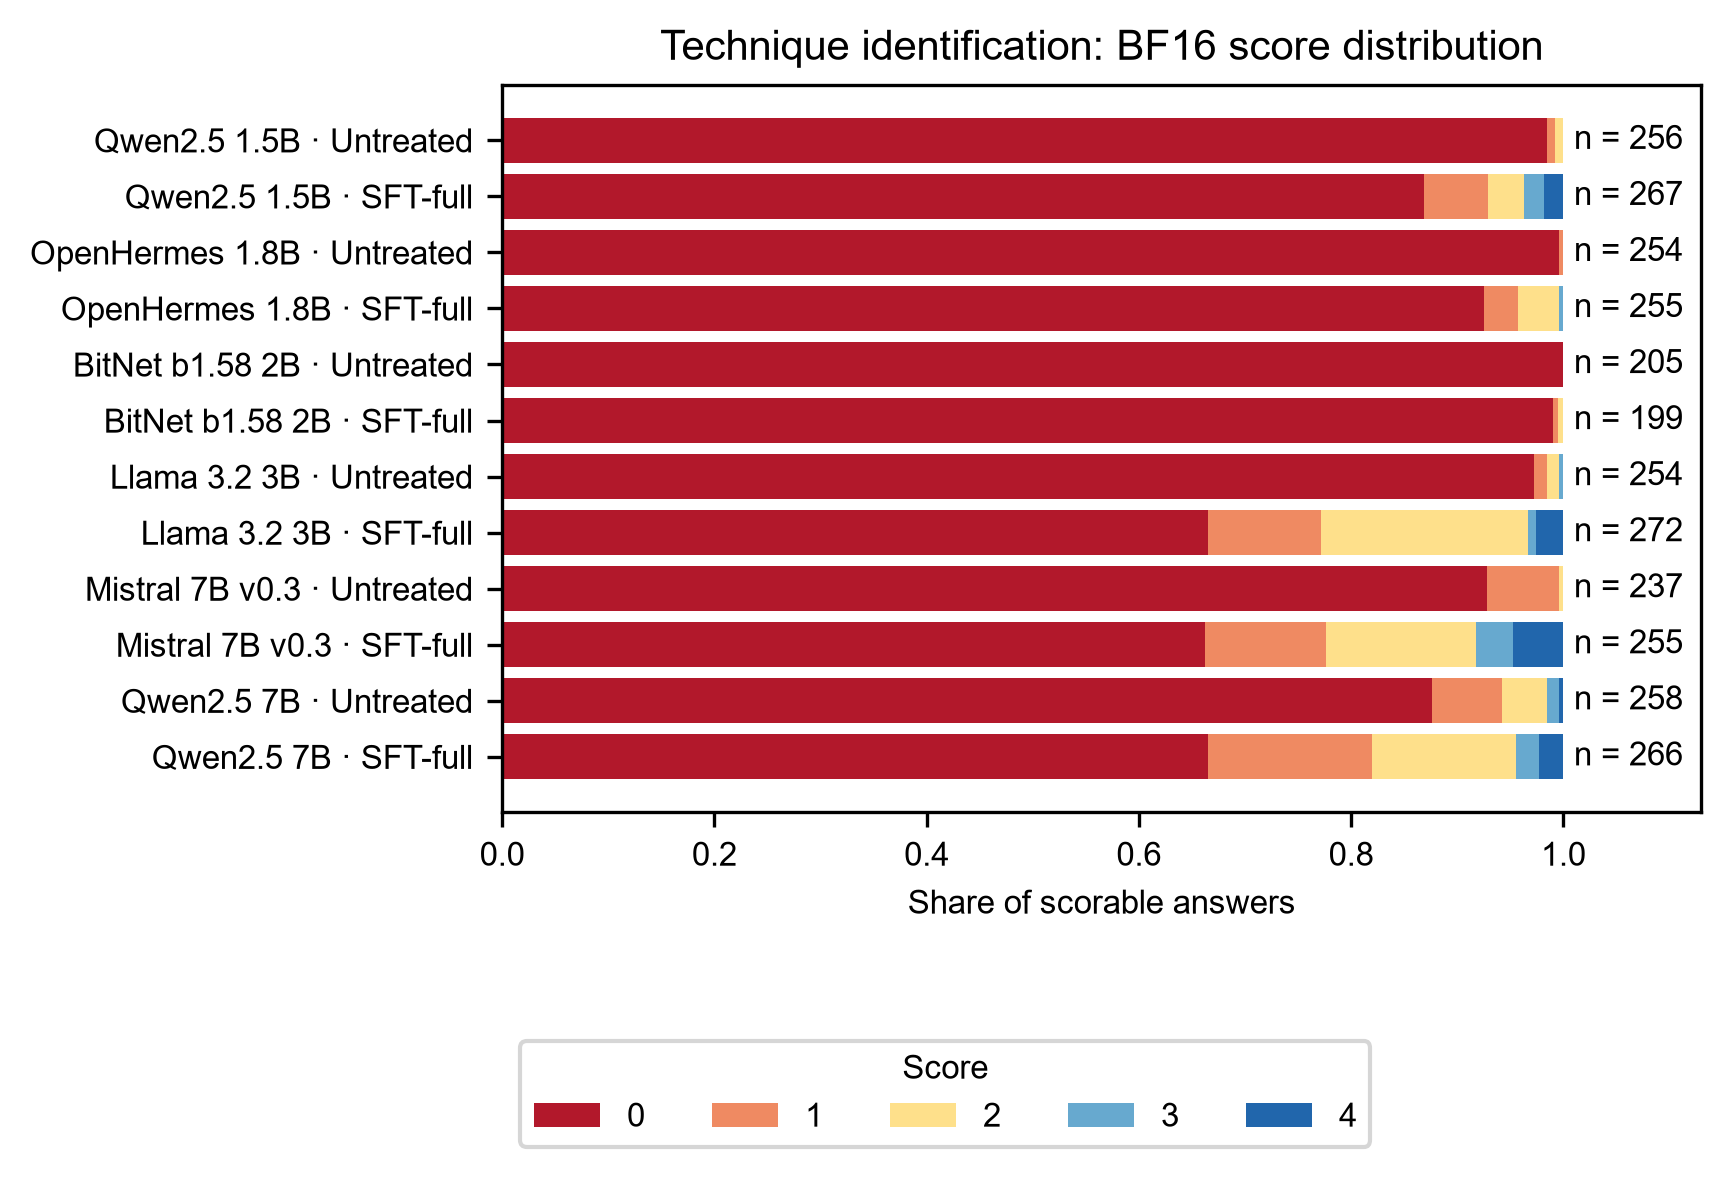 Technique identification: BF16 score distribution
Qwen2.5 1.5B · Untreated n = 256
Qwen2.5 1.5B · SFT-full n = 267
OpenHermes 1.8B · Untreated n = 254
OpenHermes 1.8B · SFT-full n = 255
BitNet b1.58 2B · Untreated n = 205
BitNet b1.58 2B · SFT-full n = 199
Llama 3.2 3B · Untreated n = 254
Llama 3.2 3B · SFT-full n = 272
Mistral 7B v0.3 · Untreated n = 237
Mistral 7B v0.3 · SFT-full n = 255
Qwen2.5 7B · Untreated n = 258
Qwen2.5 7B · SFT-full n = 266
0.0 0.2 0.4 0.6 0.8 1.0
Share of scorable answers
Score
0 1 2 3 4